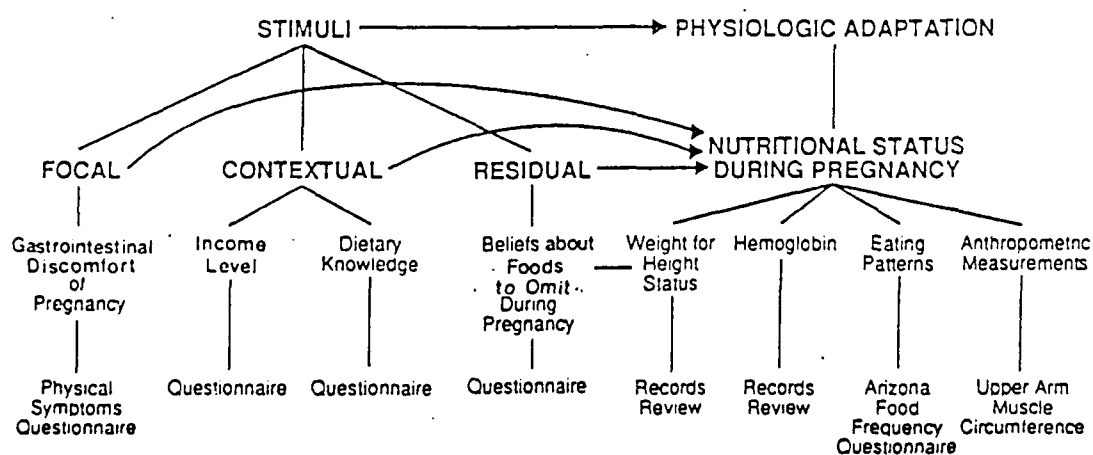 STIMULI
PHYSIOLOGIC ADAPTATION
NUTRITIONAL STATUS
DURING PREGNANCY
FOCAL
CONTEXTUAL
RESIDUAL
Gastrointestinal
Discomfort
of
Pregnancy
Income
Level
Dietary
Knowledge
Beliefs about
Foods
to Omit
During
Pregnancy
Weight for
Height
Status
Hemoglobin
Eating
Patterns
Anthropometric
Measurements
Physical
Symptoms
Questionnaire
Questionnaire
Questionnaire
Questionnaire
Records
Review
Records
Review
Arizona
Food
Frequency
Questionnaire
Upper Arm
Muscle
Circumference